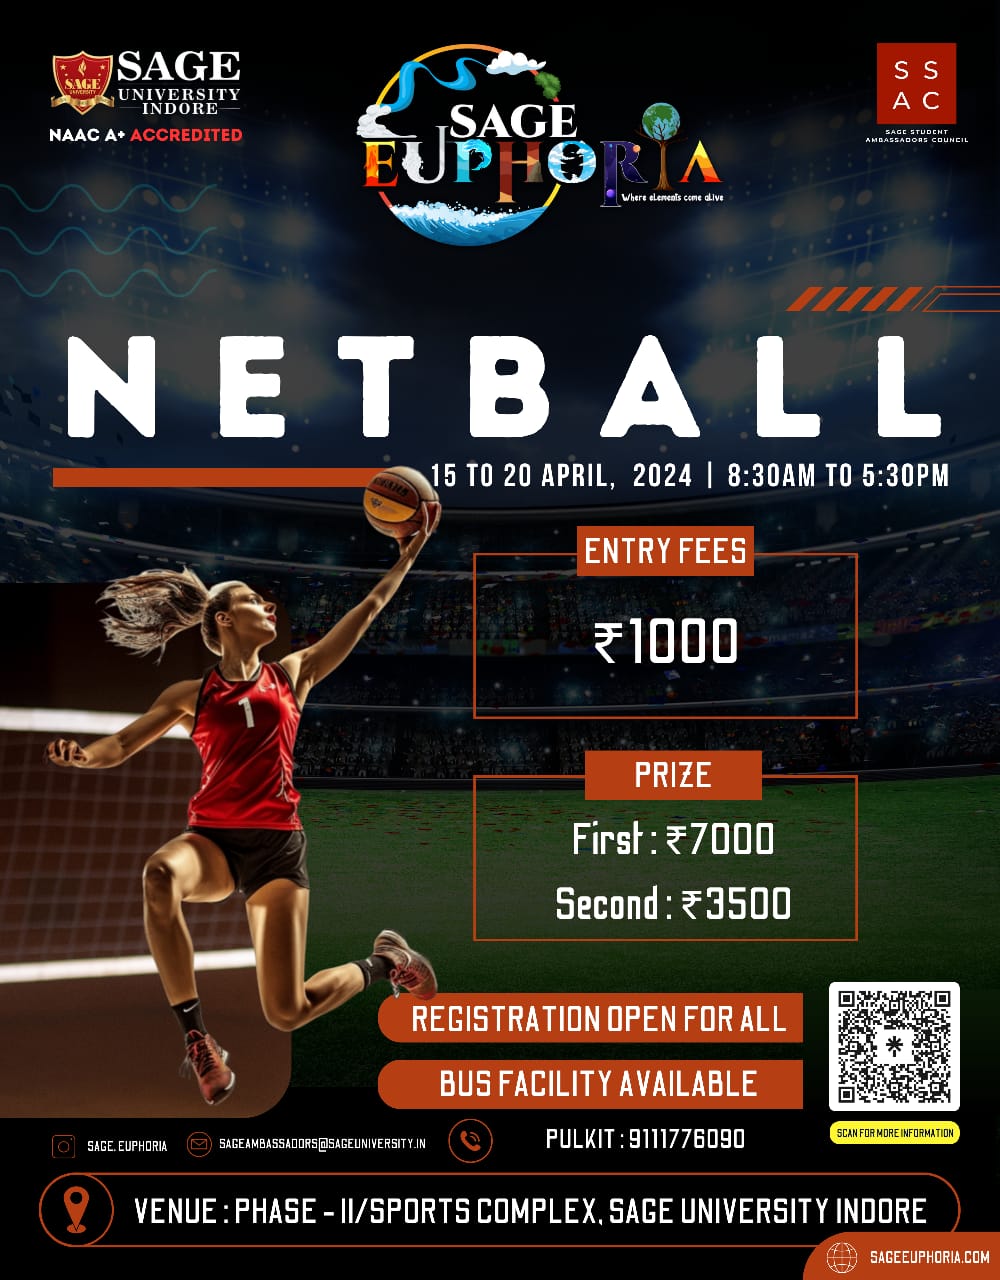 SAGE
UNIVERSITY
INDORE
SAGE
UNIVERSITY
NAAC A+ ACCREDITED
SAGE
EUPHORIA
Where elements come alive
S S
A C
SAGE STUDENT
AMBASSADORS COUNCIL
NETBALL
15 TO 20 APRIL, 2024 | 8:30AM TO 5:30PM
ENTRY FEES
₹1000
1
PRIZE
First : ₹7000
Second : ₹3500
REGISTRATION OPEN FOR ALL
BUS FACILITY AVAILABLE
SCAN FOR MORE INFORMATION
SAGE. EUPHORIA
SAGEAMBASSADORS@SAGEUNIVERSITY.IN
PULKIT : 9111776090
VENUE : PHASE - II/SPORTS COMPLEX, SAGE UNIVERSITY INDORE
SAGEEUPHORIA.COM